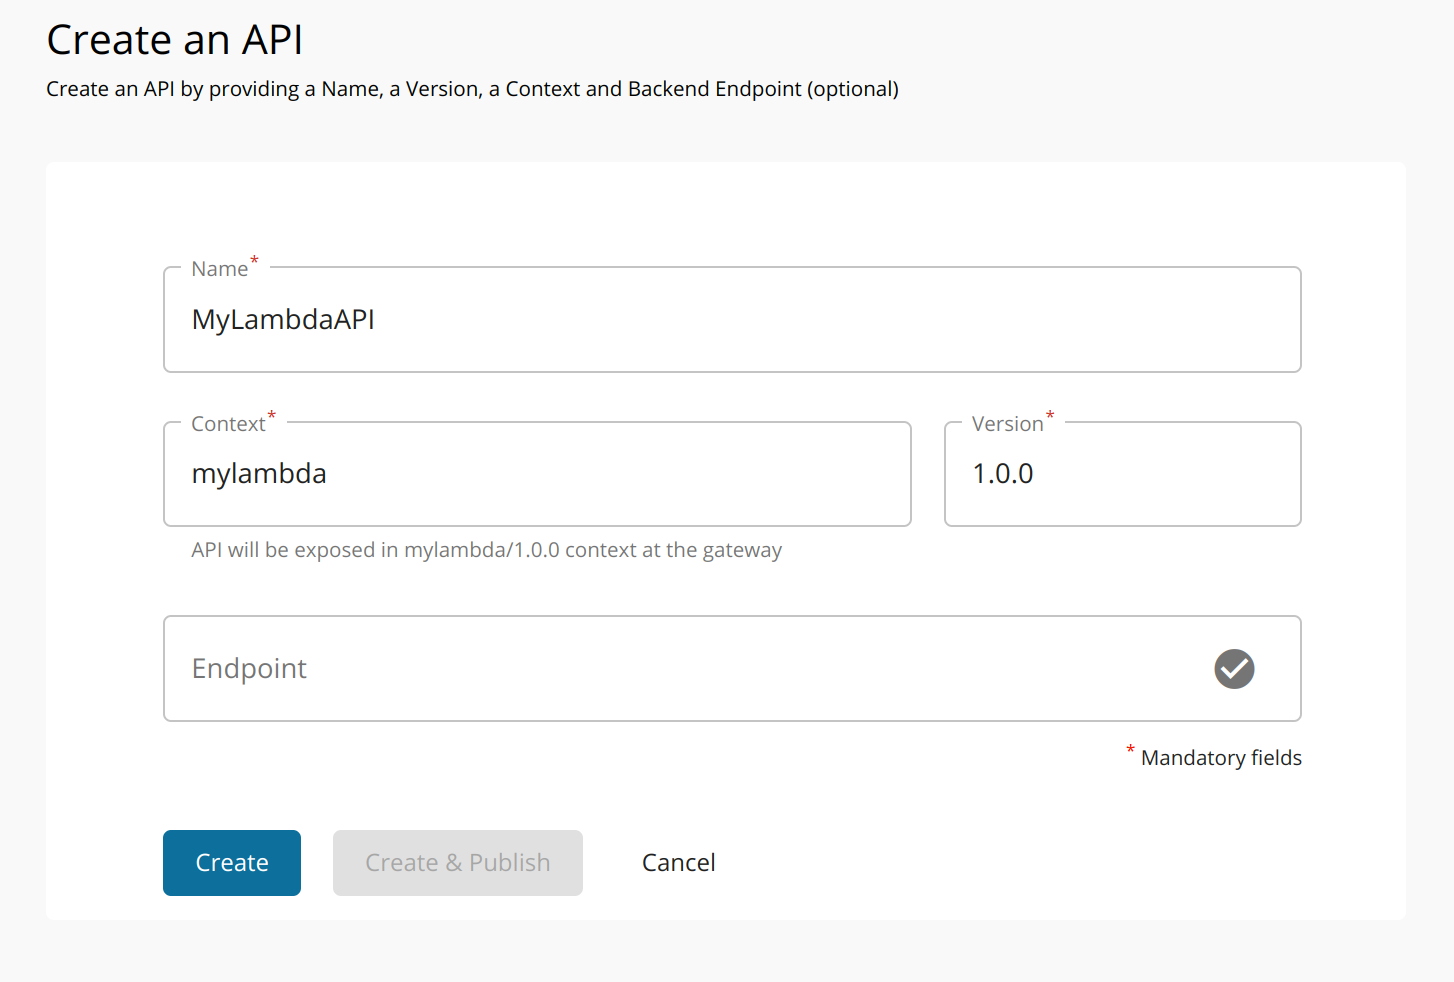 Create an API
Create an API by providing a Name, a Version, a Context and Backend Endpoint (optional)
Name*
MyLambdaAPI
Context*
mylambda
Version*
1.0.0
API will be exposed in mylambda/1.0.0 context at the gateway
Endpoint
* Mandatory fields
Create
Create & Publish
Cancel